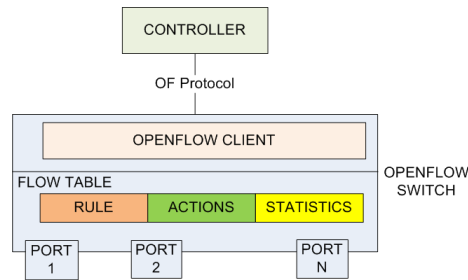 CONTROLLER
OF Protocol
OPENFLOW CLIENT
OPENFLOW
SWITCH
FLOW TABLE
RULE
ACTIONS
STATISTICS
PORT
1
PORT
2
PORT
N